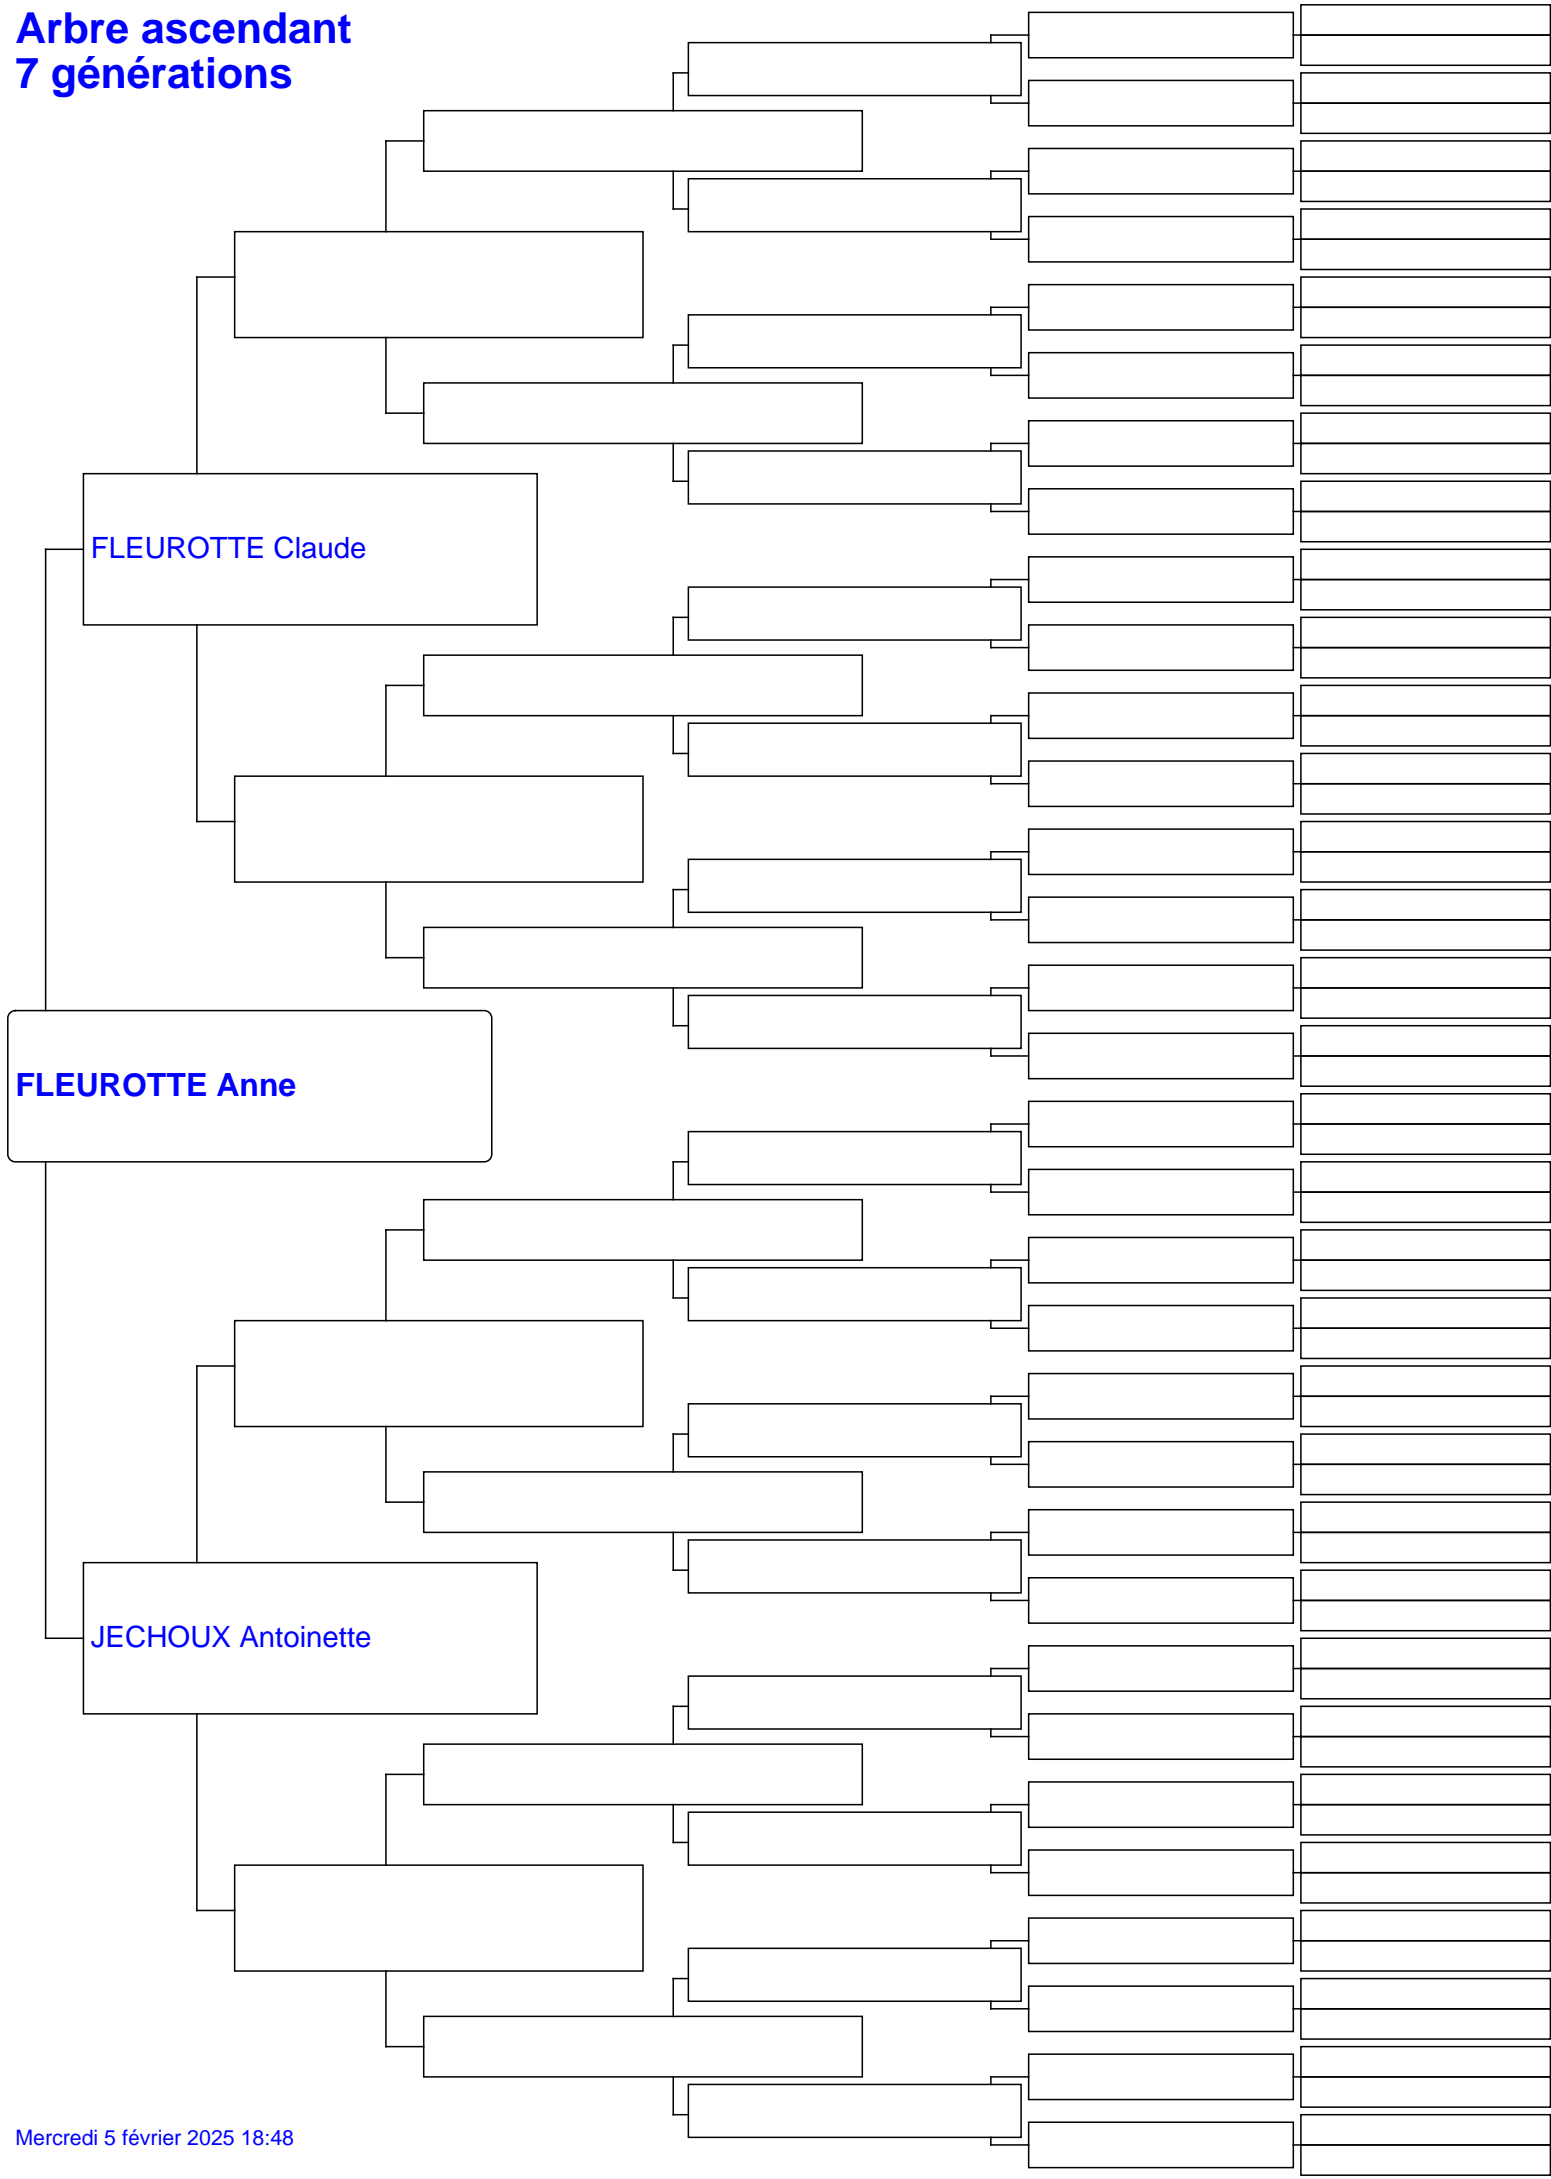 Arbre ascendant
7 générations
FLEUROTTE Claude
FLEUROTTE Anne
JECHOUX Antoinette
Mercredi 5 février 2025 18:48